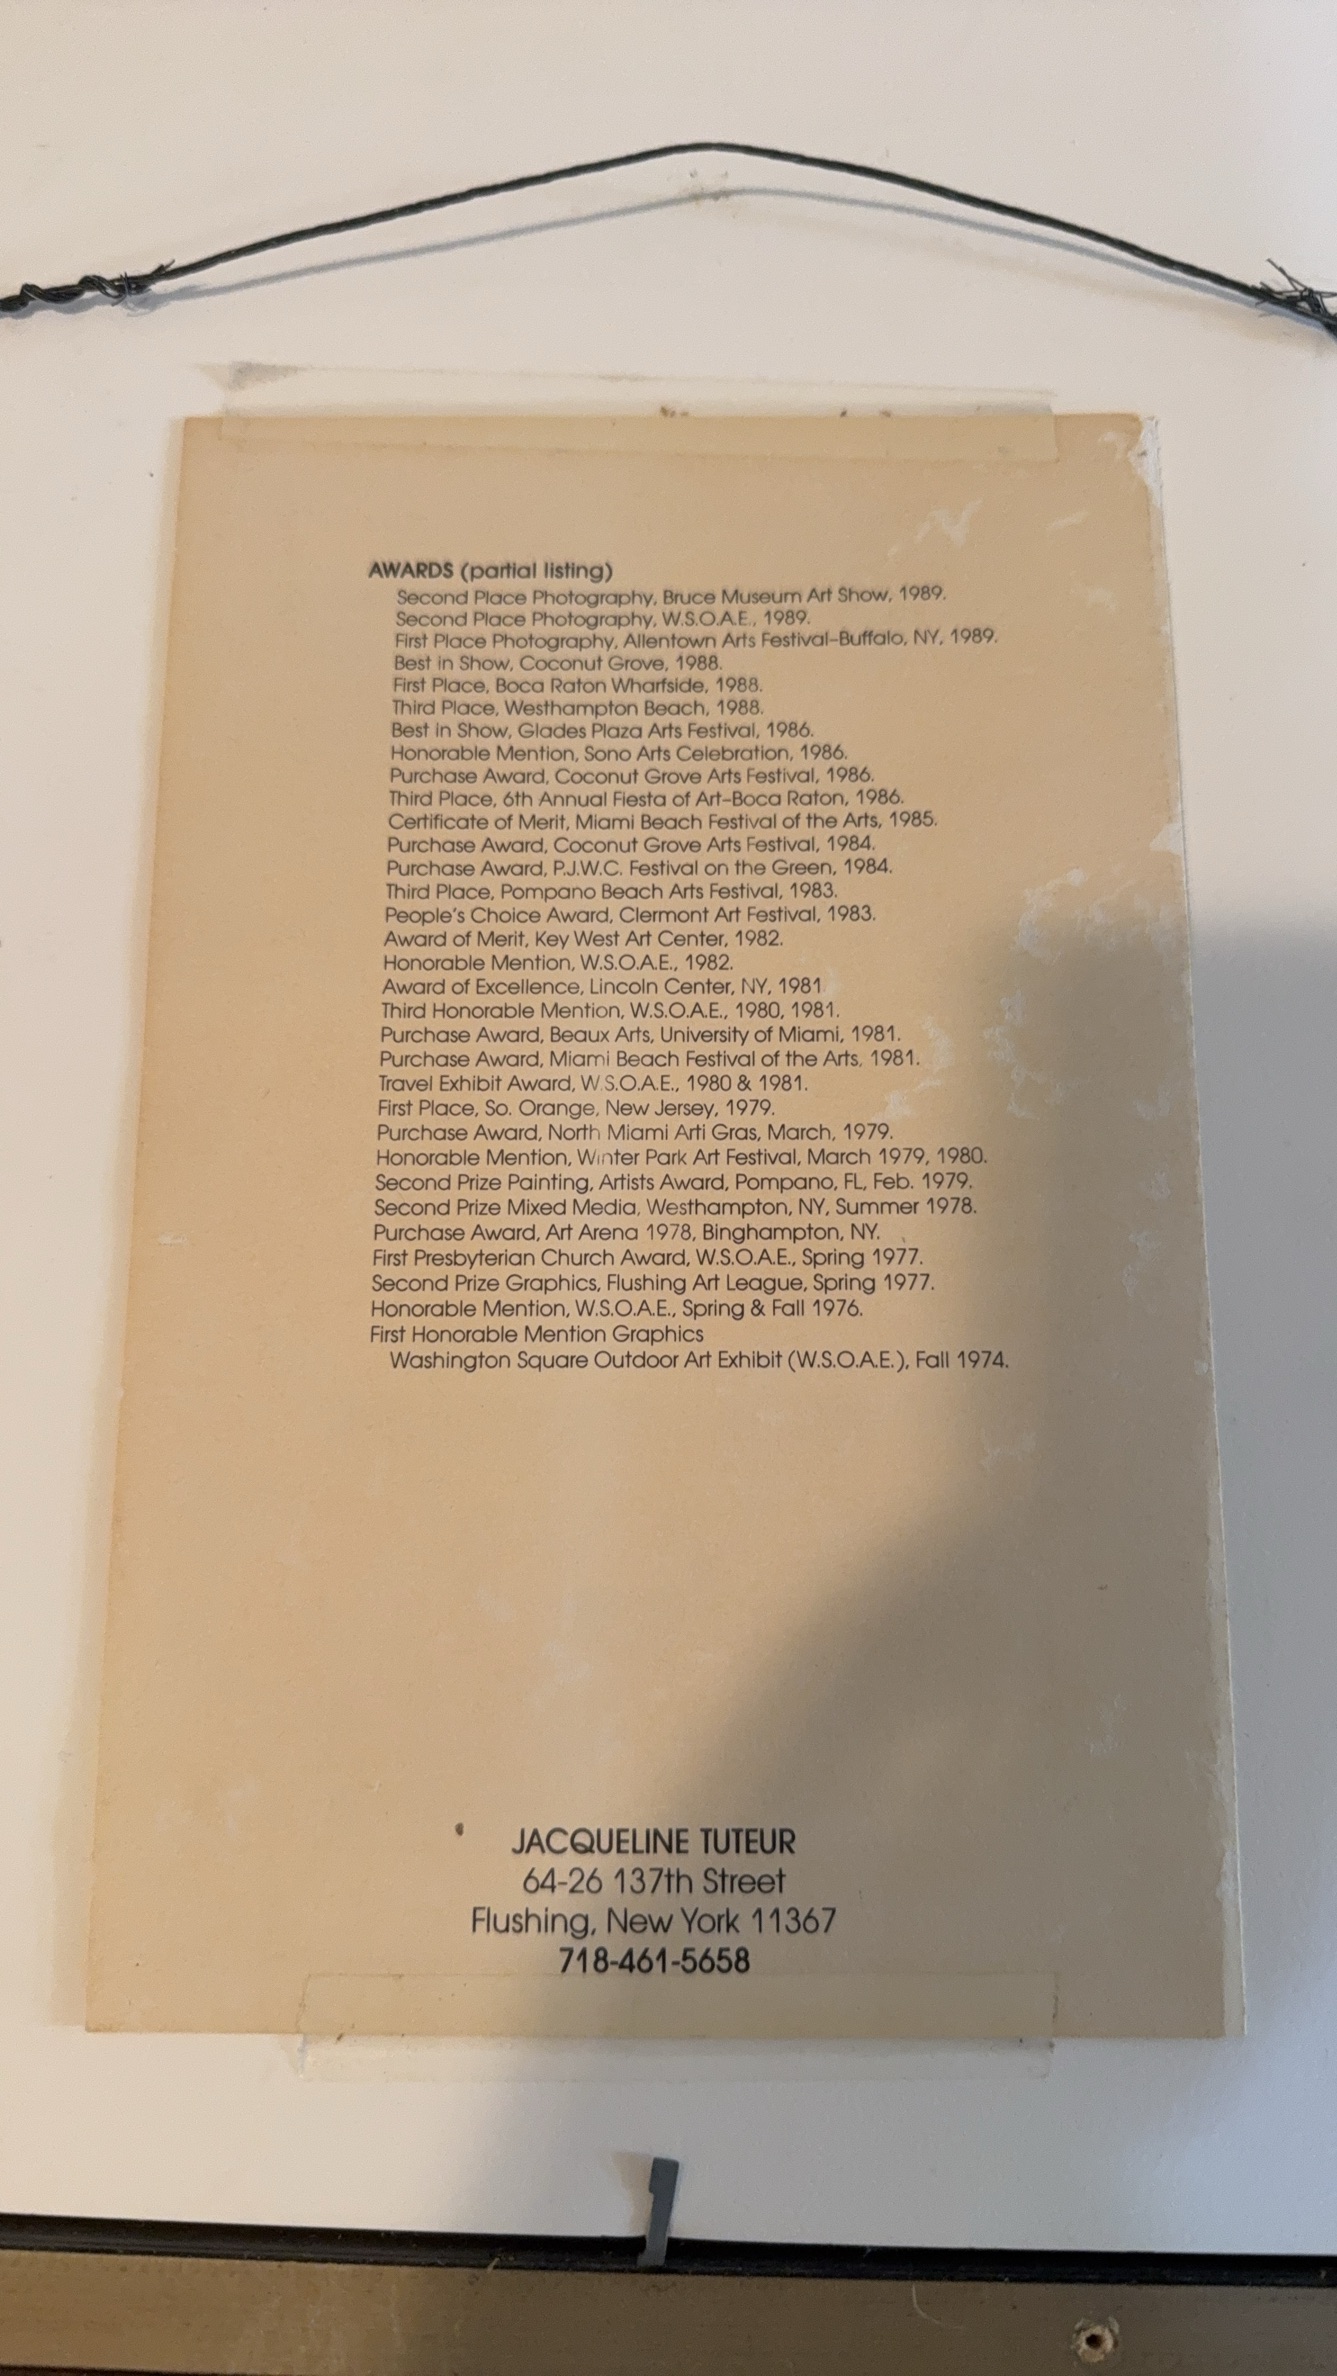 AWARDS (partial listing)
Second Place Photography, Bruce Museum Art Show, 1989.
Second Place Photography, W.S.O.A.E., 1989.
First Place Photography, Allentown Arts Festival-Buffalo, NY, 1989.
Best in Show, Coconut Grove, 1988.
First Place, Boca Raton Wharfside, 1988.
Third Place, Westhampton Beach, 1988.
Best in Show, Glades Plaza Arts Festival, 1986.
Honorable Mention, Sono Arts Celebration, 1986.
Purchase Award, Coconut Grove Arts Festival, 1986.
Third Place, 6th Annual Fiesta of Art-Boca Raton, 1986.
Certificate of Merit, Miami Beach Festival of the Arts, 1985.
Purchase Award, Coconut Grove Arts Festival, 1984.
Purchase Award, P.J.W.C. Festival on the Green, 1984.
Third Place, Pompano Beach Arts Festival, 1983.
People's Choice Award, Clermont Art Festival, 1983.
Award of Merit, Key West Art Center, 1982.
Honorable Mention, W.S.O.A.E., 1982.
Award of Excellence, Lincoln Center, NY, 1981
Third Honorable Mention, W.S.O.A.E., 1980, 1981.
Purchase Award, Beaux Arts, University of Miami, 1981.
Purchase Award, Miami Beach Festival of the Arts, 1981.
Travel Exhibit Award, W.S.O.A.E., 1980 & 1981.
First Place, So. Orange, New Jersey, 1979.
Purchase Award, North Miami Arti Gras, March, 1979.
Honorable Mention, Winter Park Art Festival, March 1979, 1980.
Second Prize Painting, Artists Award, Pompano, FL, Feb. 1979.
Second Prize Mixed Media, Westhampton, NY, Summer 1978.
Purchase Award, Art Arena 1978, Binghampton, NY.
First Presbyterian Church Award, W.S.O.A.E., Spring 1977.
Second Prize Graphics, Flushing Art League, Spring 1977.
Honorable Mention, W.S.O.A.E., Spring & Fall 1976.
First Honorable Mention Graphics
Washington Square Outdoor Art Exhibit (W.S.O.A.E.), Fall 1974.
JACQUELINE TUTEUR
64-26 137th Street
Flushing, New York 11367
718-461-5658